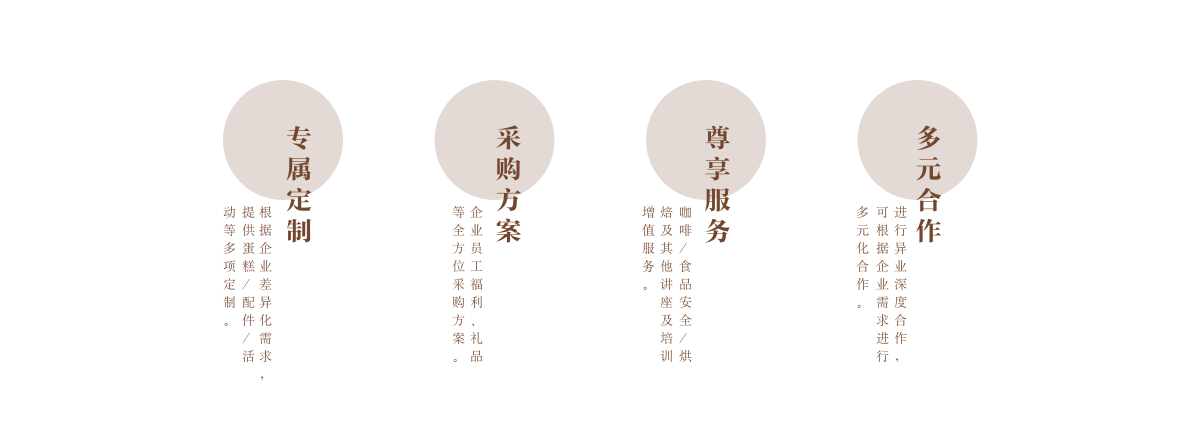 专属定制
根据企业差异化需求，
提供蛋糕/配件/活
动等多项定制。
采购方案
企业员工福利、礼品
等全方位采购方案。
尊享服务
咖啡/食品安全/烘
焙及其他讲座及培训
增值服务。
多元合作
进行异业深度合作，
可根据企业需求进行
多元化合作。